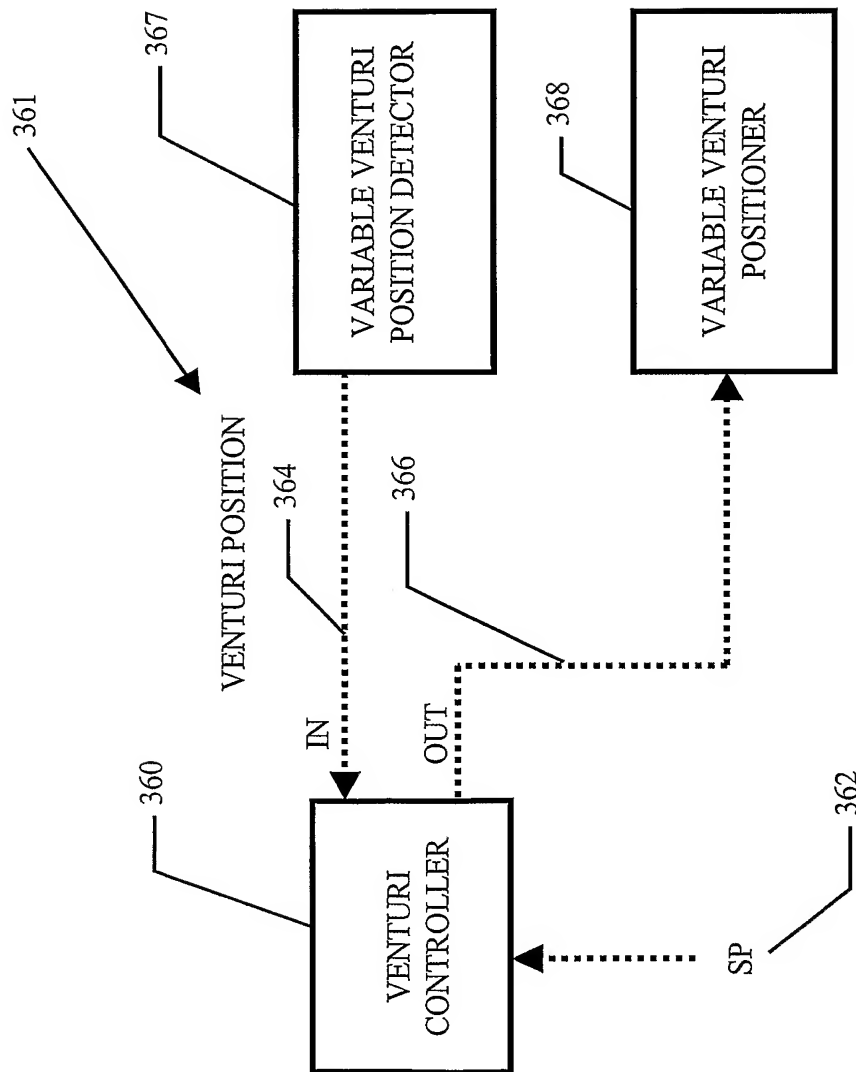 361
367
VARIABLE VENTURI
POSITION DETECTOR
368
VARIABLE VENTURI
POSITIONER
VENTURI POSITION
364
366
IN
OUT
360
VENTURI
CONTROLLER
SP
362